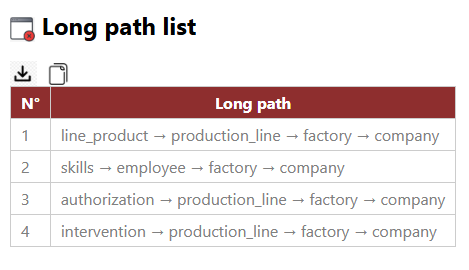 Long path list
N° Long path
1 line_product → production_line → factory → company
2 skills → employee → factory → company
3 authorization → production_line → factory → company
4 intervention → production_line → factory → company